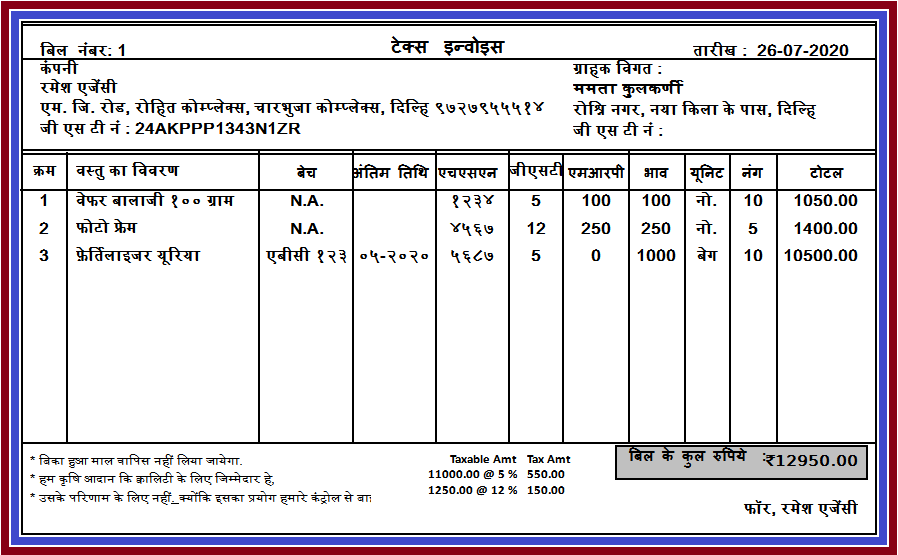 बिल नंबर: 1 टेक्स इन्वोइस तारीख : 26-07-2020
कंपनी ग्राहक विगत :
रमेश एजेंसी ममता कुलकर्णी
एम. जि. रोड, रोहित कोम्प्लेक्स, चारभुजा कोम्प्लेक्स, दिल्हि ९७२७९५५५१४ रोश्नि नगर, नया किला के पास, दिल्हि
जी एस टी नं : 24AKPPP1343N1ZR जी एस टी नं :
क्रम वस्तु का विवरण बेच अंतिम तिथि एचएसएन जीएसटी एमआरपी भाव यूनिट नंग टोटल
1 वेफर बालाजी १०० ग्राम N.A. १२३४ 5 100 100 नो. 10 1050.00
2 फोटो फ्रेम N.A. ४५६७ 12 250 250 नो. 5 1400.00
3 फ़ेर्तिलाइजर यूरिया एबीसी १२३ ०५-२०२० ५६८७ 5 0 1000 बेग 10 10500.00
* बिका हुआ माल वापिस नहीं लिया जायेगा. Taxable Amt Tax Amt बिल के कुल रुपिये :₹12950.00
* हम कृषि आदान कि क्वालिटी के लिए जिम्मेदार है, 11000.00 @ 5 % 550.00
* उसके परिणाम के लिए नहीं, क्योंकि इसका प्रयोग हमारे कंट्रोल से 1250.00 @ 12 % 150.00
फॉर, रमेश एजेंसी